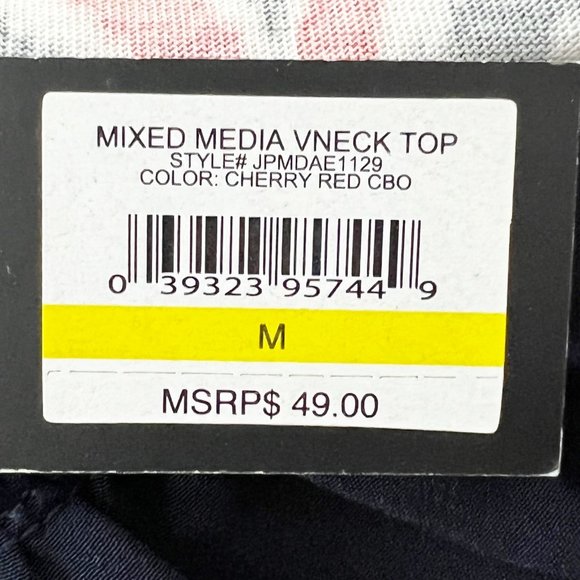 MIXED MEDIA VNECK TOP
STYLE# JPMDAE1129
COLOR: CHERRY RED CBO
0 39323 95744 9
M
MSRP$ 49.00